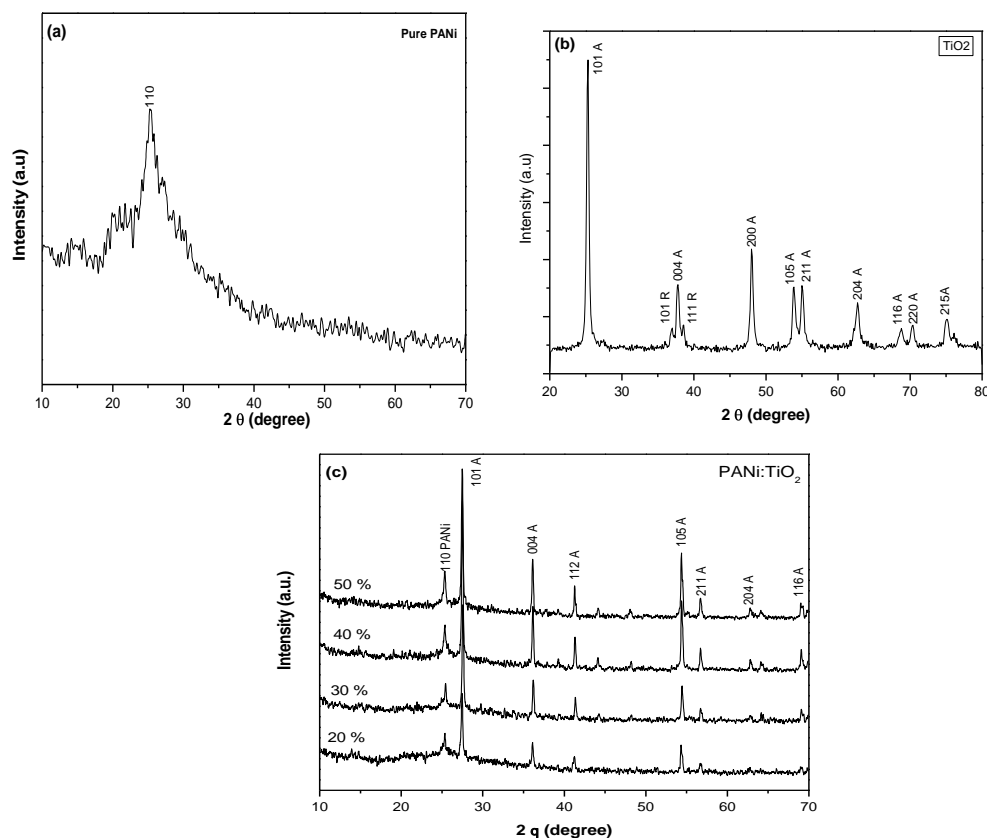 (a)
Pure PANi
110
Intensity (a.u)
10 20 30 40 50 60 70
2 θ (degree)
(b)
TiO2
101 A
101 R
004 A
111 R
200 A
105 A
211 A
204 A
116 A
220 A
215A
Intensity (a.u)
20 30 40 50 60 70 80
2 θ (degree)
(c)
PANi:TiO2
110 PANi
101 A
004 A
112 A
105 A
211 A
204 A
116 A
50 %
40 %
30 %
20 %
Intensity (a.u.)
10 20 30 40 50 60 70
2 q (degree)